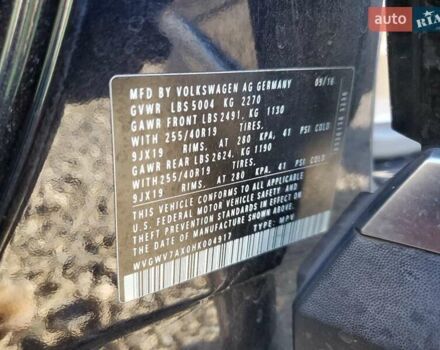 auto RIA
MFD BY VOLKSWAGEN AG GERMANY 09/16
GVWR LBS 5004 KG 2270
GAWR FRONT LBS 2491, KG 1130
WITH 255/40R19 TIRES,
9JX19 RIMS, AT 280 KPA, 41 PSI COLD
GAWR REAR LBS 2624, KG 1190
WITH 255/40R19 TIRES,
9JX19 RIMS, AT 280 KPA, 41 PSI COLD
THIS VEHICLE CONFORMS TO ALL APPLICABLE
U.S. FEDERAL MOTOR VEHICLE SAFETY AND
THEFT PREVENTION STANDARDS IN EFFECT ON
THE DATE OF MANUFACTURE SHOWN ABOVE
WVGWV7AX0HK004917 TYPE: MPV